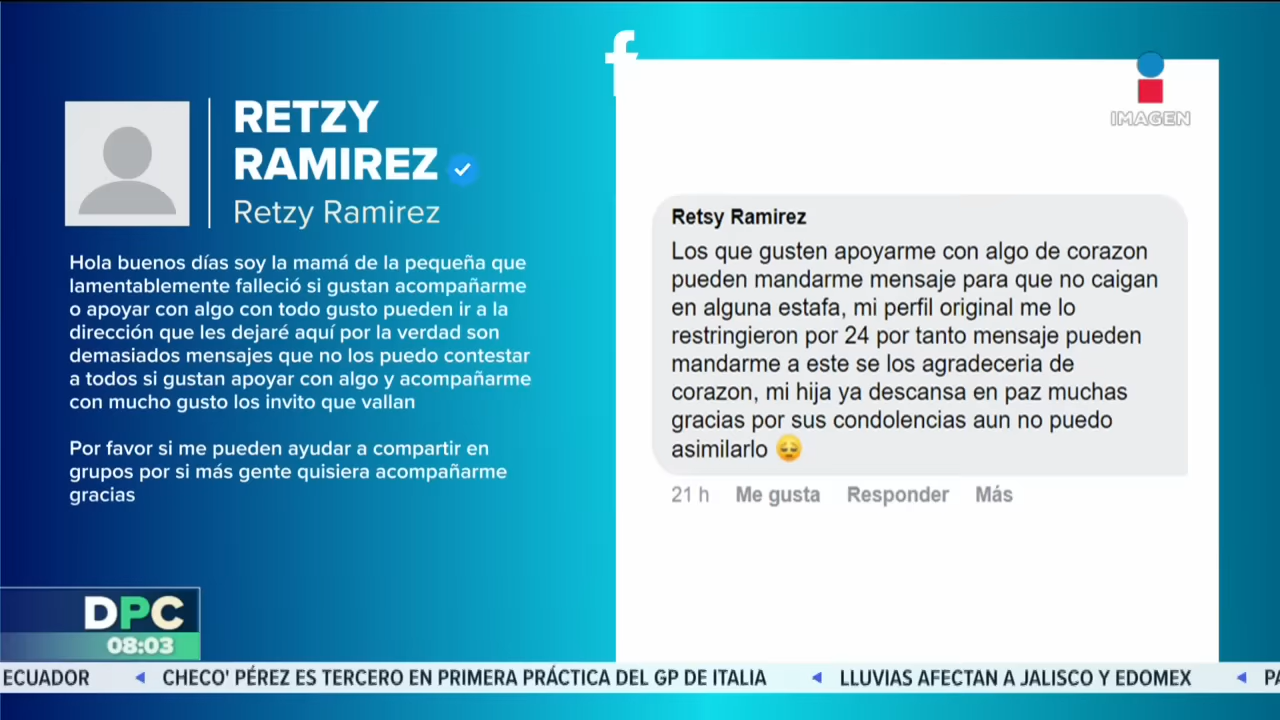 RETZY
RAMIREZ
Retzy Ramirez
Hola buenos días soy la mamá de la pequeña que
lamentablemente falleció si gustan acompañarme
o apoyar con algo con todo gusto pueden ir a la
dirección que les dejaré aquí por la verdad son
demasiados mensajes que no los puedo contestar
a todos si gustan apoyar con algo y acompañarme
con mucho gusto los invito que vallan
Por favor si me pueden ayudar a compartir en
grupos por si más gente quisiera acompañarme
gracias
f
IMAGEN
Retsy Ramirez
Los que gusten apoyarme con algo de corazon
pueden mandarme mensaje para que no caigan
en alguna estafa, mi perfil original me lo
restringieron por 24 por tanto mensaje pueden
mandarme a este se los agradeceria de
corazon, mi hija ya descansa en paz muchas
gracias por sus condolencias aun no puedo
asimilarlo 😔
21 h Me gusta Responder Más
DPC
08:03
ECUADOR ◀ CHECO' PÉREZ ES TERCERO EN PRIMERA PRÁCTICA DEL GP DE ITALIA ◀ LLUVIAS AFECTAN A JALISCO Y EDOMEX ◀ PA